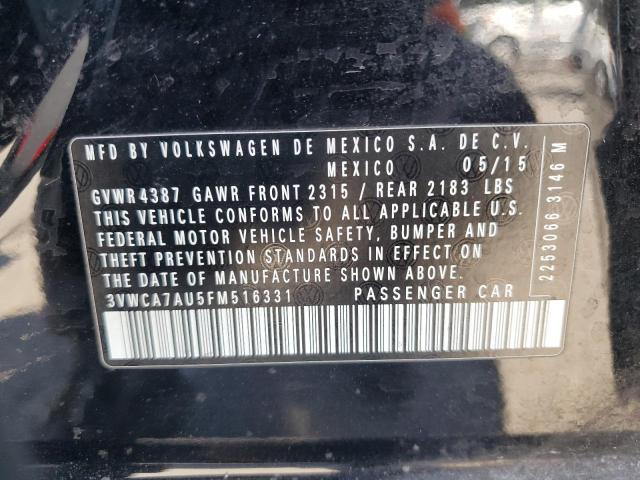 MFD BY VOLKSWAGEN DE MEXICO S.A. DE C.V.
MEXICO 05/15
GVWR 4387 GAWR FRONT 2315 / REAR 2183 LBS
THIS VEHICLE CONFORMS TO ALL APPLICABLE U.S.
FEDERAL MOTOR VEHICLE SAFETY, BUMPER AND
THEFT PREVENTION STANDARDS IN EFFECT ON
THE DATE OF MANUFACTURE SHOWN ABOVE.
3VWCA7AU5FM516331 PASSENGER CAR
2253066 3146 M